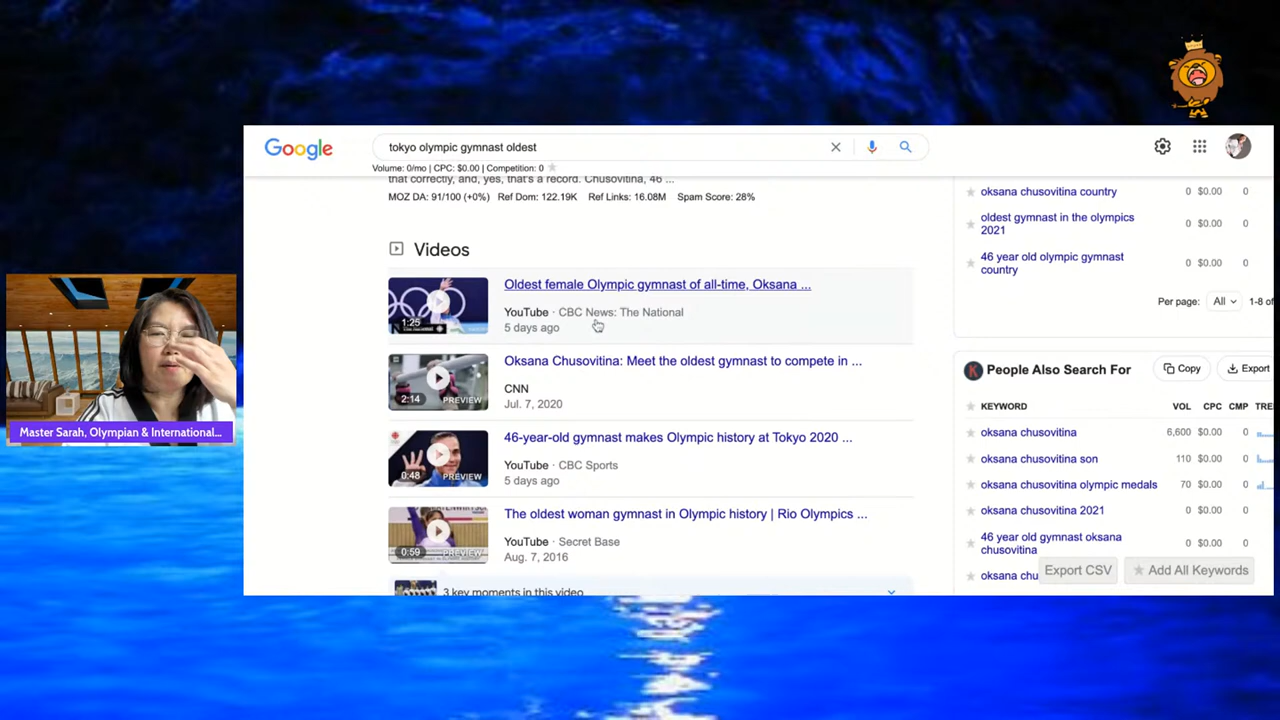 Google
tokyo olympic gymnast oldest
Volume: 0/mo | CPC: $0.00 | Competition: 0
that correctly, and, yes, that's a record. Chusovitina, 46 ...
MOZ DA: 91/100 (+0%) Ref Dom: 122.19K Ref Links: 16.08M Spam Score: 28%
Videos
Oldest female Olympic gymnast of all-time, Oksana ...
YouTube · CBC News: The National
5 days ago
1:25
Oksana Chusovitina: Meet the oldest gymnast to compete in ...
CNN
Jul. 7, 2020
2:14 PREVIEW
46-year-old gymnast makes Olympic history at Tokyo 2020 ...
YouTube · CBC Sports
5 days ago
0:48 PREVIEW
The oldest woman gymnast in Olympic history | Rio Olympics ...
YouTube · Secret Base
Aug. 7, 2016
0:59 PREVIEW
3 key moments in this video
oksana chusovitina country 0 $0.00 0
oldest gymnast in the olympics
2021 0 $0.00 0
46 year old olympic gymnast
country 0 $0.00 0
Per page: All 1-8 of
K People Also Search For Copy Export
KEYWORD VOL CPC CMP TRE
oksana chusovitina 6,600 $0.00 0
oksana chusovitina son 110 $0.00 0
oksana chusovitina olympic medals 70 $0.00 0
oksana chusovitina 2021 0 $0.00 0
46 year old gymnast oksana
chusovitina 0 $0.00 0
oksana chu
Export CSV Add All Keywords
Master Sarah, Olympian & International...